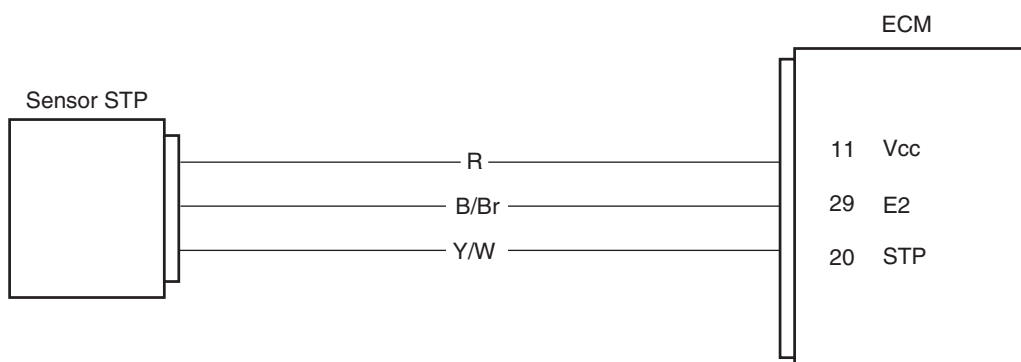 ECM
Sensor STP
R
11 Vcc
B/Br
29 E2
Y/W
20 STP